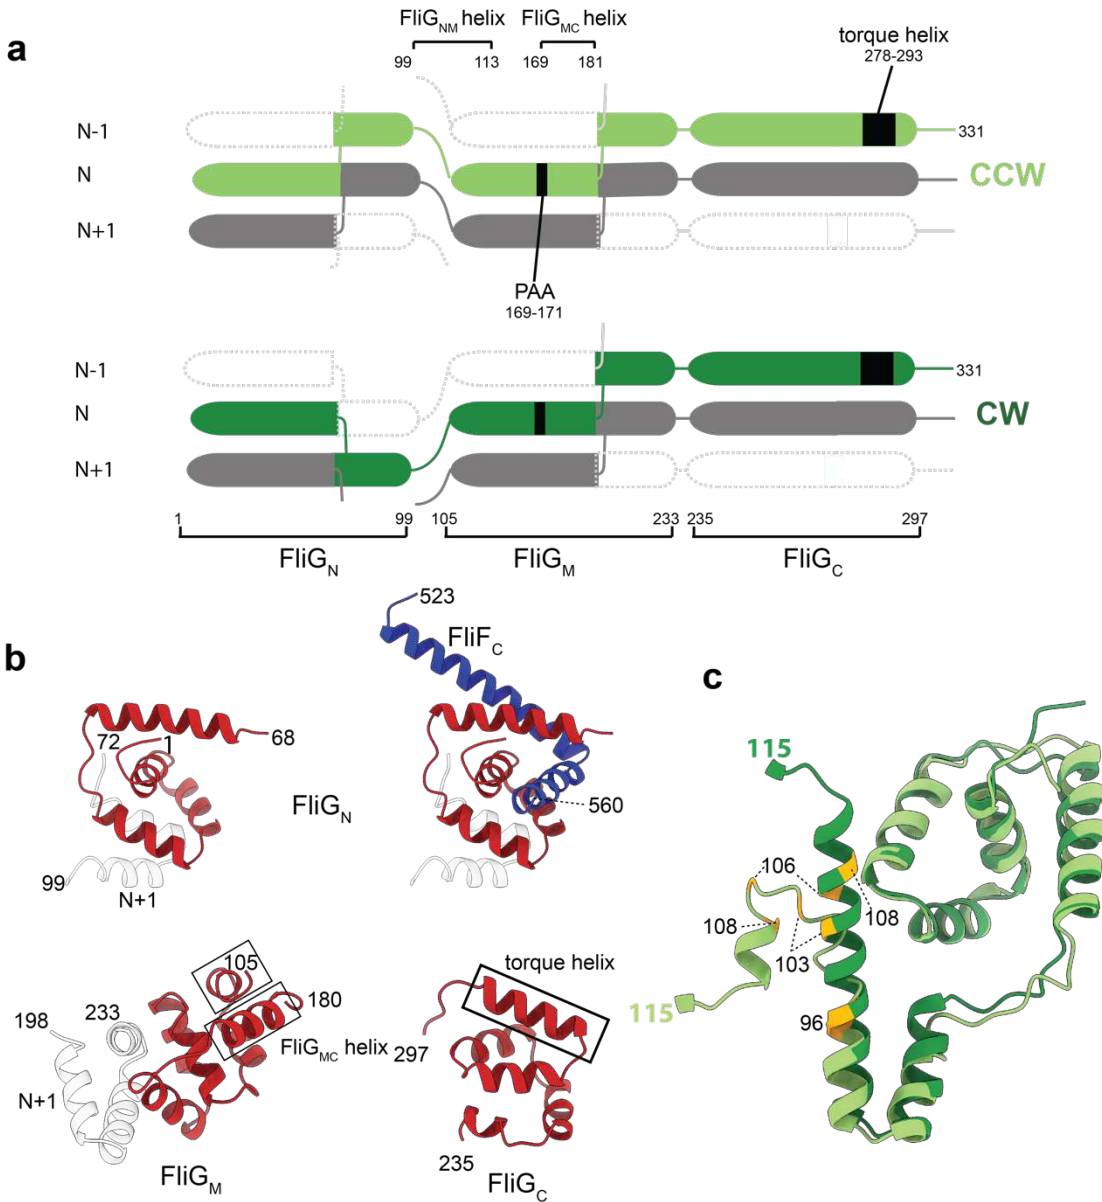 a
FliG_NM helix
FliG_MC helix
99 113 169 181
torque helix
278-293
N-1
331
N
CCW
N+1
PAA
169-171
N-1
331
N
CW
N+1
1 99 105 233 235 297
FliG_N FliG_M FliG_C
b
523
FliF_C
72 1 68
FliG_N
560
99
N+1
105
180
198 233
FliG_MC helix
N+1
FliG_M
torque helix
297
235
FliG_C
c
115
106
108
108
103
115
96